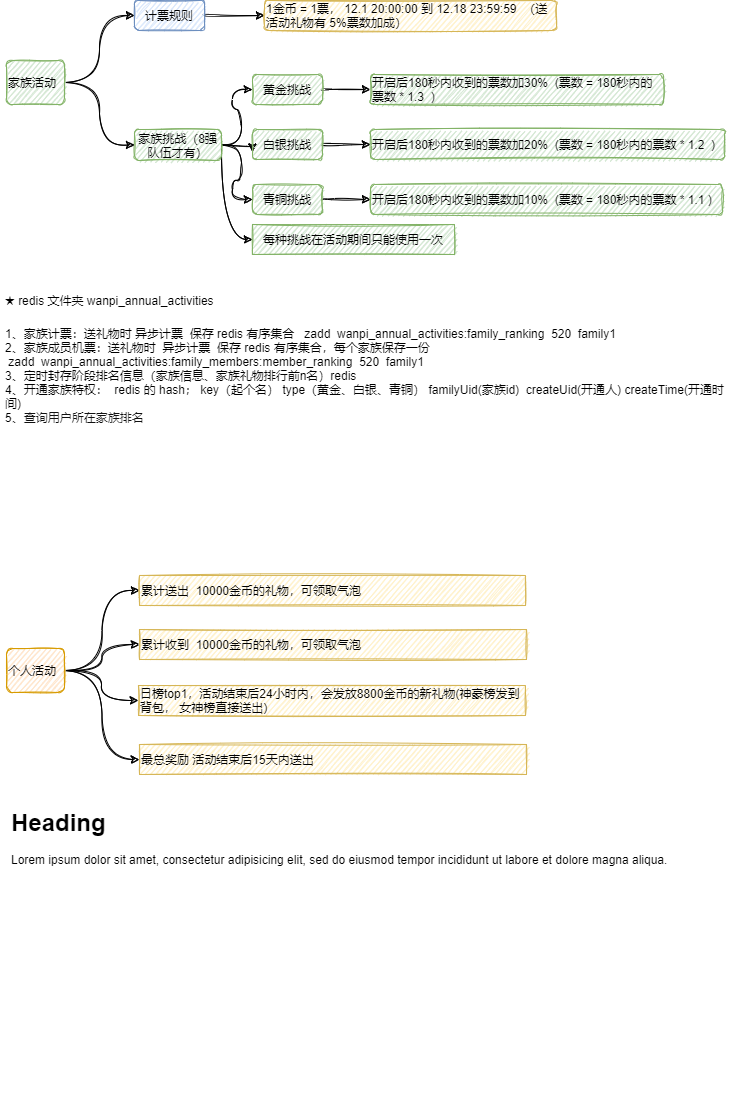 计票规则
1金币 = 1票， 12.1 20:00:00 到 12.18 23:59:59 （送
活动礼物有 5%票数加成）
家族活动
黄金挑战
开启后180秒内收到的票数加30%（票数 = 180秒内的
票数 * 1.3 ）
家族挑战（8强
队伍才有）
白银挑战
开启后180秒内收到的票数加20%（票数 = 180秒内的票数 * 1.2 ）
青铜挑战
开启后180秒内收到的票数加10%（票数 = 180秒内的票数 * 1.1 ）
每种挑战在活动期间只能使用一次
★ redis 文件夹 wanpi_annual_activities
1、家族计票：送礼物时 异步计票 保存 redis 有序集合 zadd wanpi_annual_activities:family_ranking 520 family1
2、家族成员机票：送礼物时 异步计票 保存 redis 有序集合，每个家族保存一份
zadd wanpi_annual_activities:family_members:member_ranking 520 family1
3、定时封存阶段排名信息（家族信息、家族礼物排行前n名）redis
4、开通家族特权： redis 的 hash； key（起个名） type（黄金、白银、青铜） familyUid(家族id) createUid(开通人) createTime(开通时
间)
5、查询用户所在家族排名
累计送出 10000金币的礼物，可领取气泡
累计收到 10000金币的礼物，可领取气泡
个人活动
日榜top1，活动结束后24小时内，会发放8800金币的新礼物(神豪榜发到
背包， 女神榜直接送出)
最总奖励 活动结束后15天内送出
Heading
Lorem ipsum dolor sit amet, consectetur adipisicing elit, sed do eiusmod tempor incididunt ut labore et dolore magna aliqua.